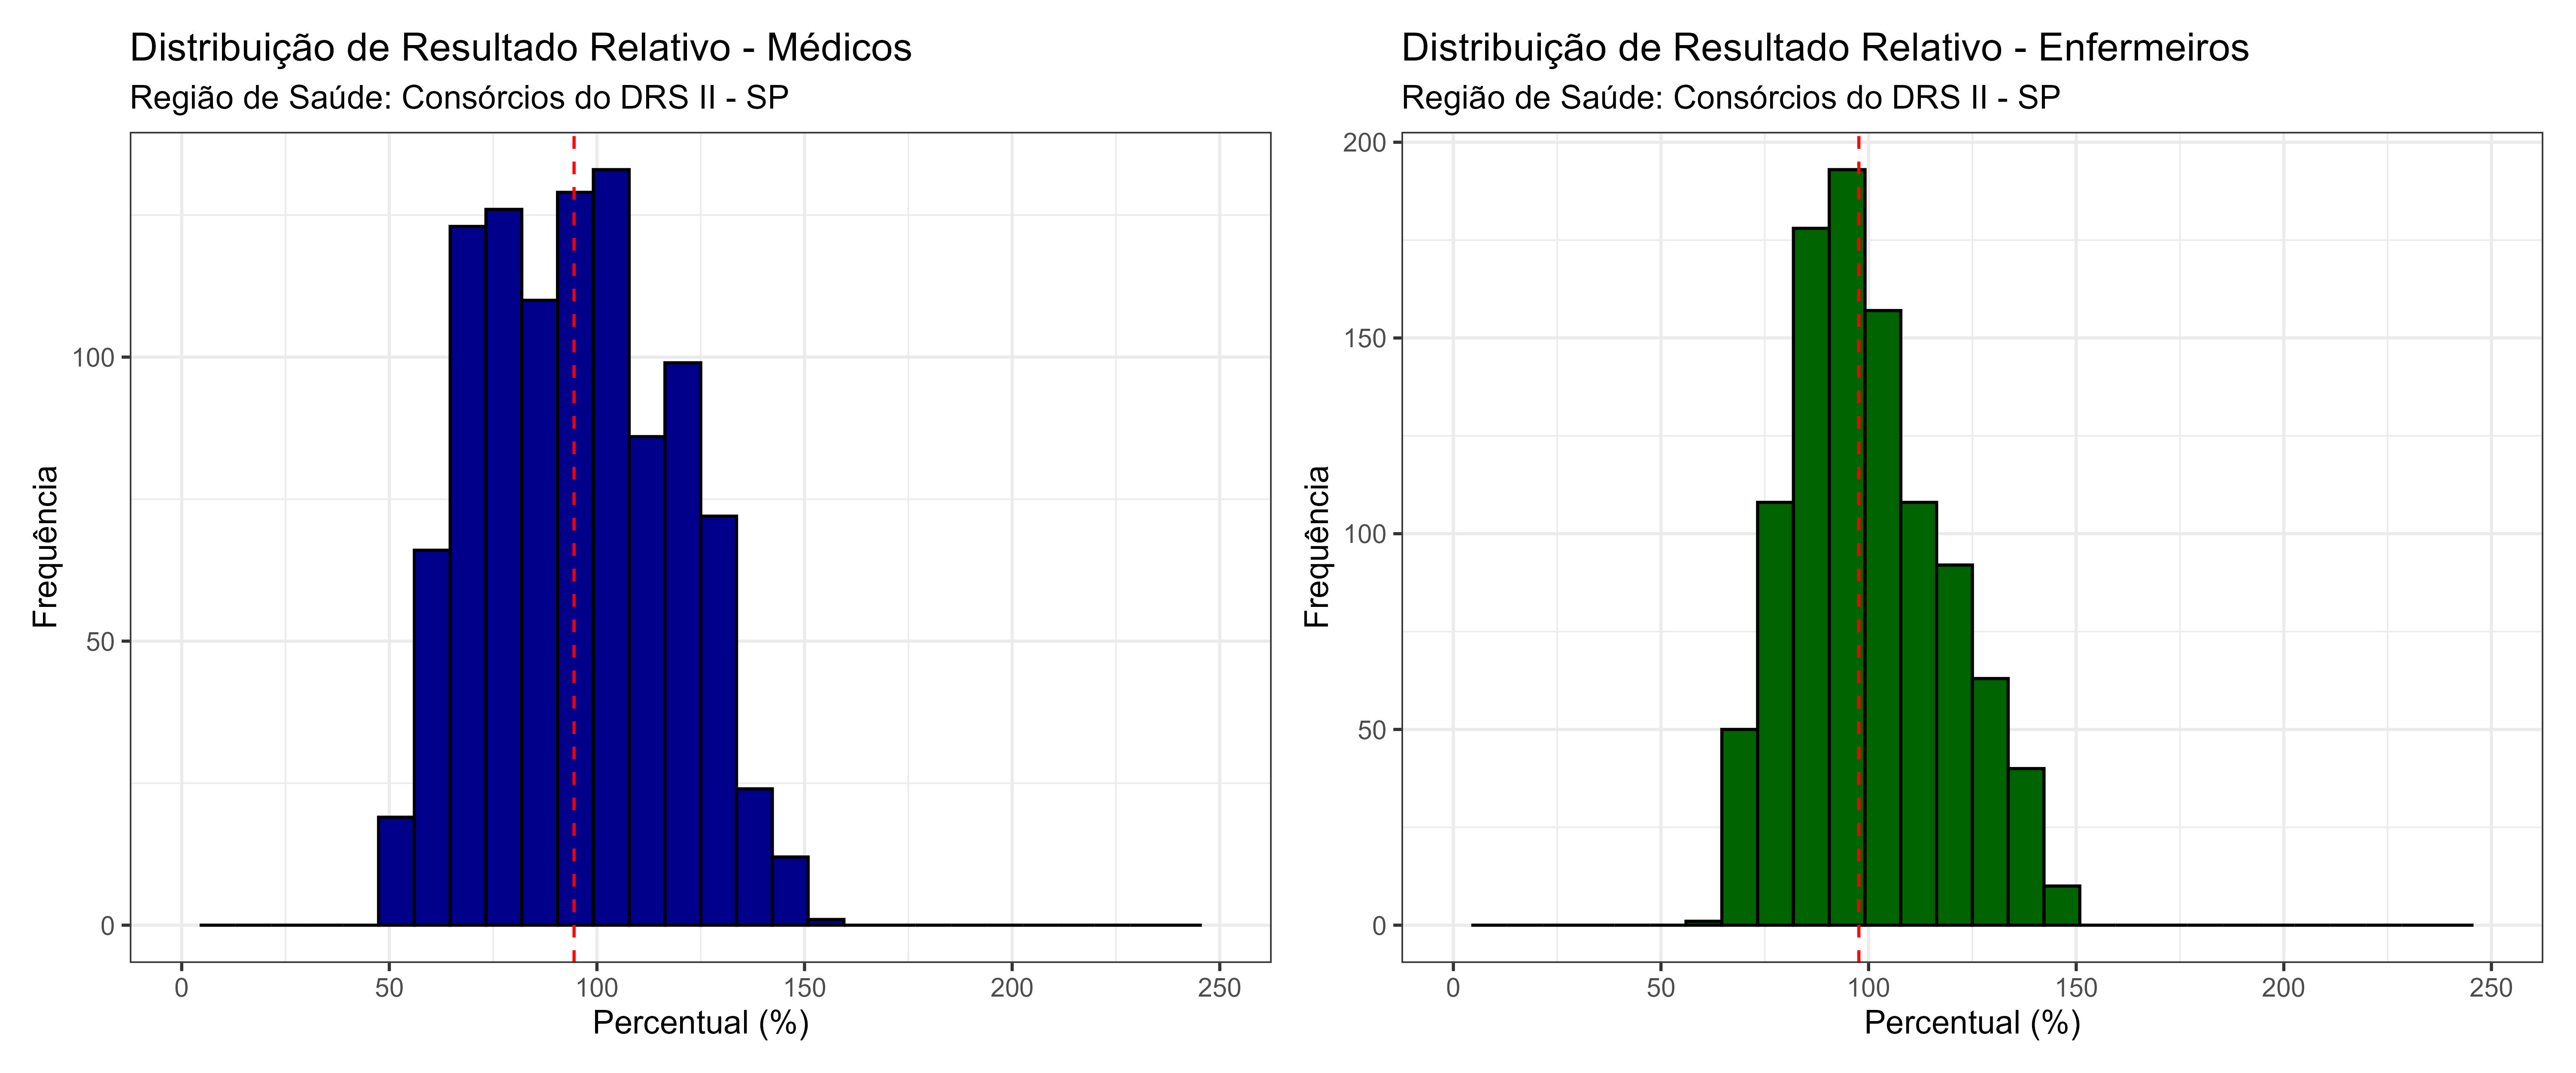 Distribuição de Resultado Relativo - Médicos
Região de Saúde: Consórcios do DRS II - SP
Frequência
100
50
0
0 50 100 150 200 250
Percentual (%)
Distribuição de Resultado Relativo - Enfermeiros
Região de Saúde: Consórcios do DRS II - SP
Frequência
200
150
100
50
0
0 50 100 150 200 250
Percentual (%)